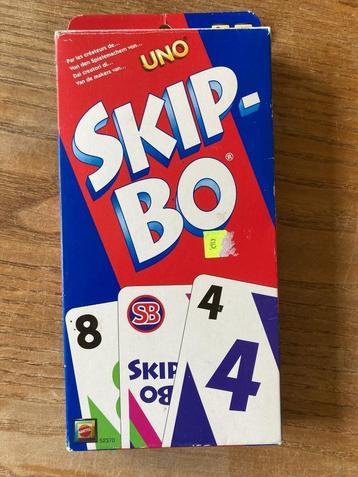 Par les créateurs de...
Von den Spielemachern von...
Dai creatori di...
Van de makers van...
UNO®
SKIP-
BO®
8
SB
SKIP
BO
4
4
8
52370